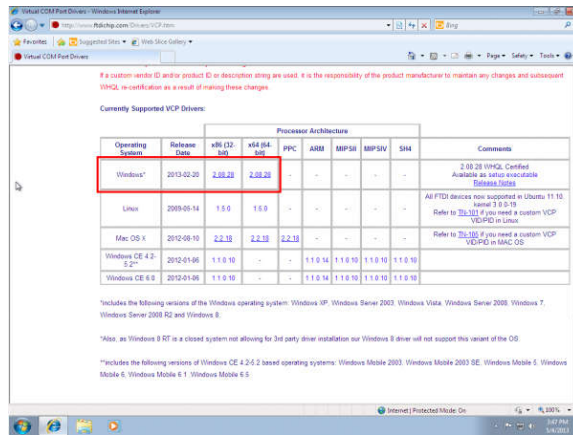 Virtual COM Port Drivers - Windows Internet Explorer
http://www.ftdichip.com/Drivers/VCP.htm
Bing
Favorites Suggested Sites Web Slice Gallery
Virtual COM Port Drivers
Page Safety Tools
If a custom vendor ID and/or product ID or description string are used, it is the responsibility of the product manufacturer to maintain any changes and subsequent
WHQL re-certification as a result of making these changes.
Currently Supported VCP Drivers:
Processor Architecture
Operating System Release Date x86 (32-bit) x64 (64-bit) PPC ARM MIPSII MIPSIV SH4 Comments
Windows* 2013-02-20 2.08.28 2.08.28 - - - - - 2.08.28 WHQL Certified
Available as setup executable
Release Notes
Linux 2009-05-14 1.5.0 1.5.0 - - - - - All FTDI devices now supported in Ubuntu 11.10, kernel 3.0.0-19
Refer to TN-101 if you need a custom VCP VID/PID in Linux
Mac OS X 2012-08-10 2.2.18 2.2.18 2.2.18 - - - - Refer to TN-105 if you need a custom VCP VID/PID in MAC OS
Windows CE 4.2-5.2** 2012-01-06 1.1.0.10 - - 1.1.0.14 1.1.0.10 1.1.0.10 1.1.0.10
Windows CE 6.0 2012-01-06 1.1.0.10 - - 1.1.0.14 1.1.0.10 1.1.0.10 1.1.0.10
*includes the following versions of the Windows operating system: Windows XP, Windows Server 2003, Windows Vista, Windows Server 2008, Windows 7,
Windows Server 2008 R2 and Windows 8.
*Also, as Windows 8 RT is a closed system not allowing for 3rd party driver installation our Windows 8 driver will not support this variant of the OS.
**includes the following versions of Windows CE 4.2-5.2 based operating systems: Windows Mobile 2003, Windows Mobile 2003 SE, Windows Mobile 5, Windows
Mobile 6, Windows Mobile 6.1 ,Windows Mobile 6.5
Internet | Protected Mode: On 100%
3:47 PM
5/4/2013